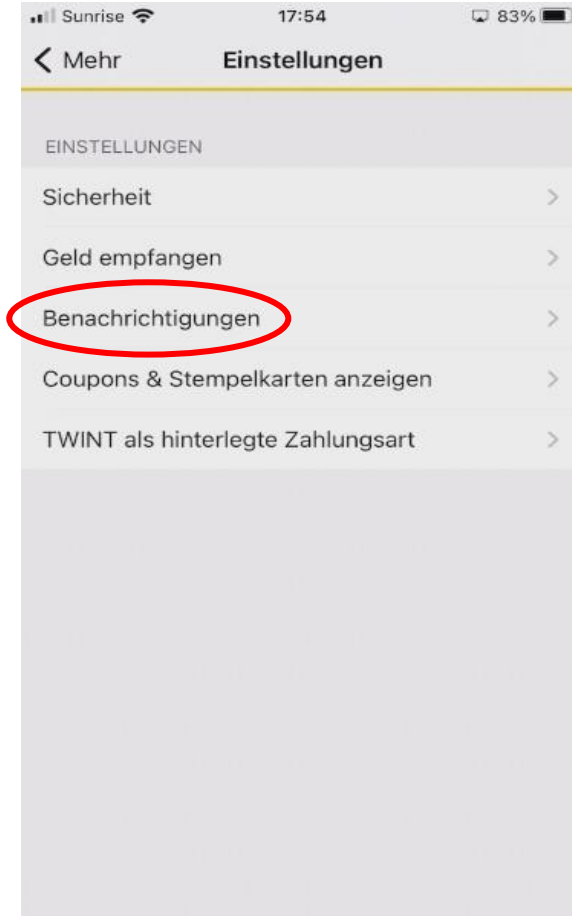 Sunrise 17:54 83%
Mehr Einstellungen
EINSTELLUNGEN
Sicherheit
Geld empfangen
Benachrichtigungen
Coupons & Stempelkarten anzeigen
TWINT als hinterlegte Zahlungsart